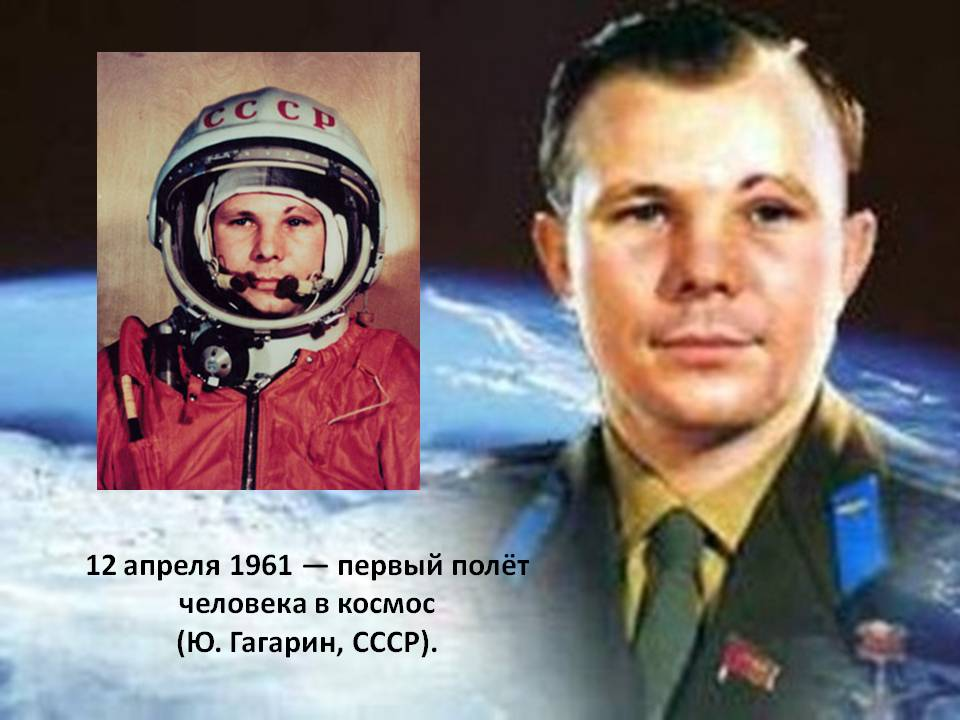 СССР
12 апреля 1961 — первый полёт
человека в космос
(Ю. Гагарин, СССР).